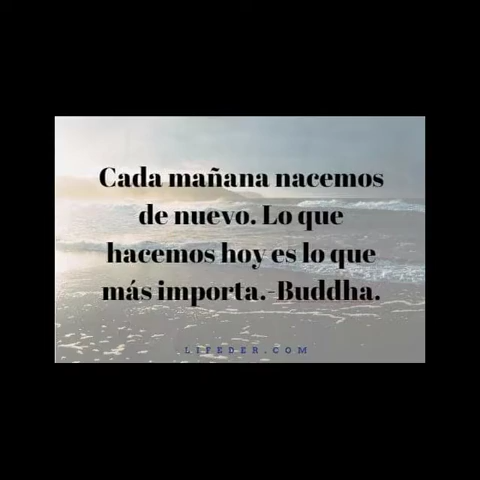 Cada mañana nacemos
de nuevo. Lo que
hacemos hoy es lo que
más importa.-Buddha.
LIFEDER.COM